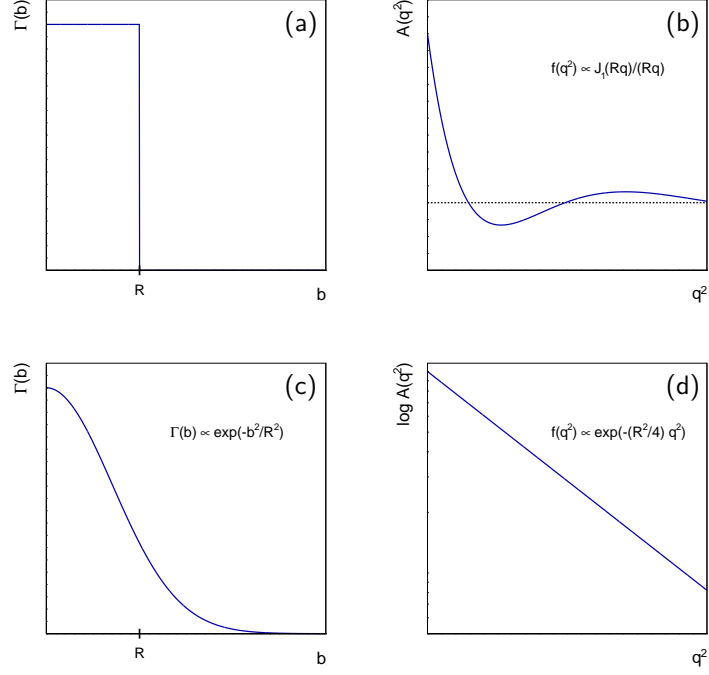 Γ(b)
(a)
R
b
A(q²)
(b)
f(q²) ∝ J₁(Rq)/(Rq)
q²
Γ(b)
(c)
Γ(b) ∝ exp(-b²/R²)
R
b
log A(q²)
(d)
f(q²) ∝ exp(-(R²/4) q²)
q²